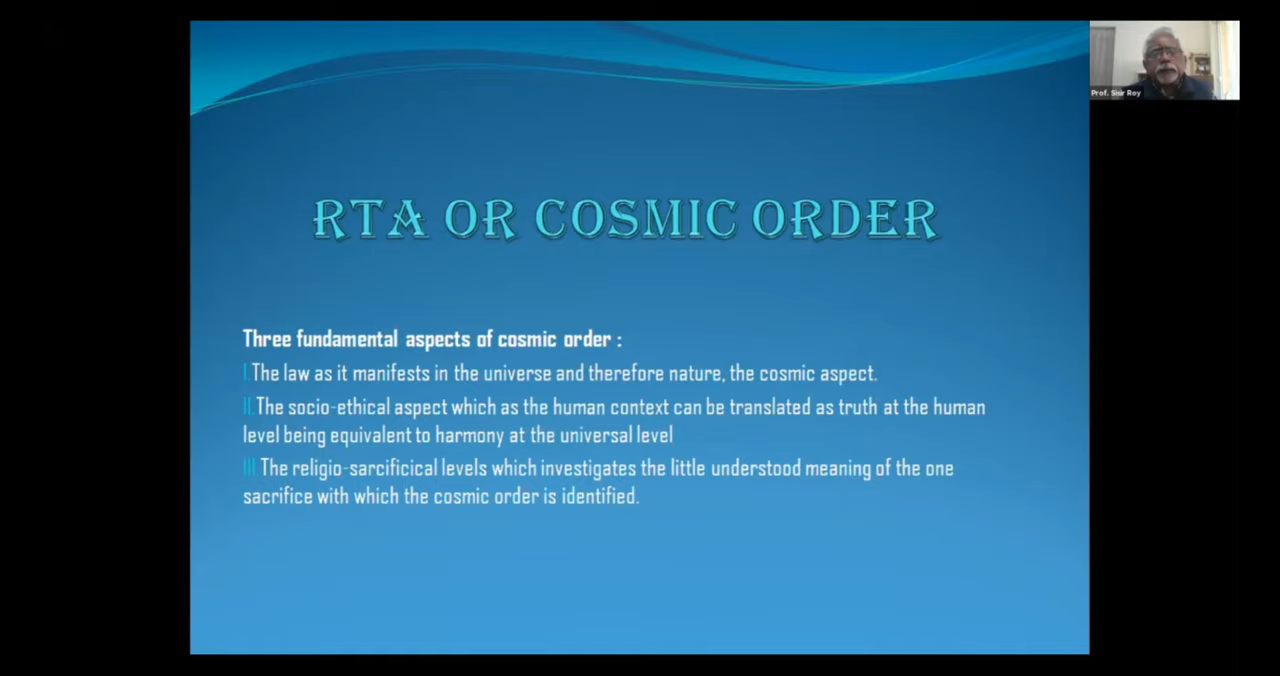 RTA OR COSMIC ORDER
Three fundamental aspects of cosmic order :
I.The law as it manifests in the universe and therefore nature, the cosmic aspect.
II.The socio-ethical aspect which as the human context can be translated as truth at the human
level being equivalent to harmony at the universal level
III.The religio-sarcificical levels which investigates the little understood meaning of the one
sacrifice with which the cosmic order is identified.
Prof. Sisir Roy